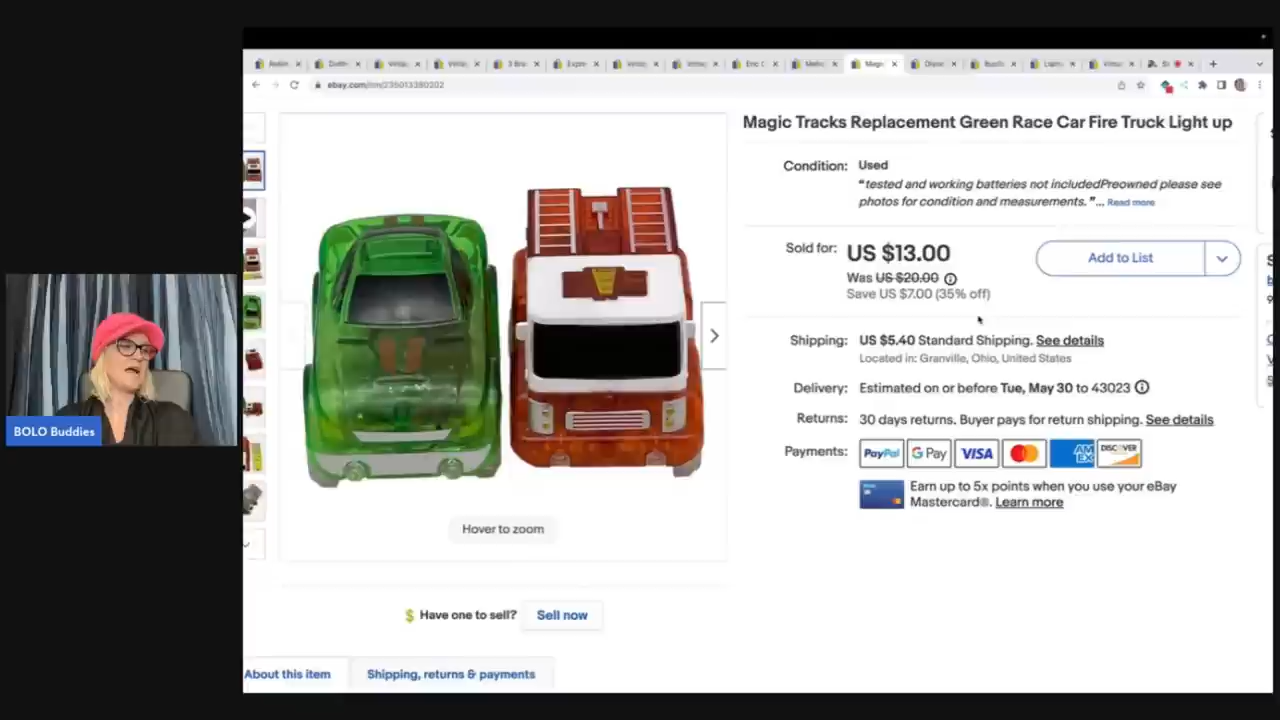 ebay.com/itm/235013380202
Magic Tracks Replacement Green Race Car Fire Truck Light up
Condition: Used
“tested and working batteries not includedPreowned please see
photos for condition and measurements.”... Read more
Sold for: US $13.00
Add to List
Was US $20.00
Save US $7.00 (35% off)
Shipping: US $5.40 Standard Shipping. See details
Located in: Granville, Ohio, United States
Delivery: Estimated on or before Tue, May 30 to 43023
Returns: 30 days returns. Buyer pays for return shipping. See details
Payments: PayPal G Pay VISA AM EX DISCOVER
Earn up to 5x points when you use your eBay
Mastercard®. Learn more
BOLO Buddies
Hover to zoom
Have one to sell? Sell now
About this item
Shipping, returns & payments